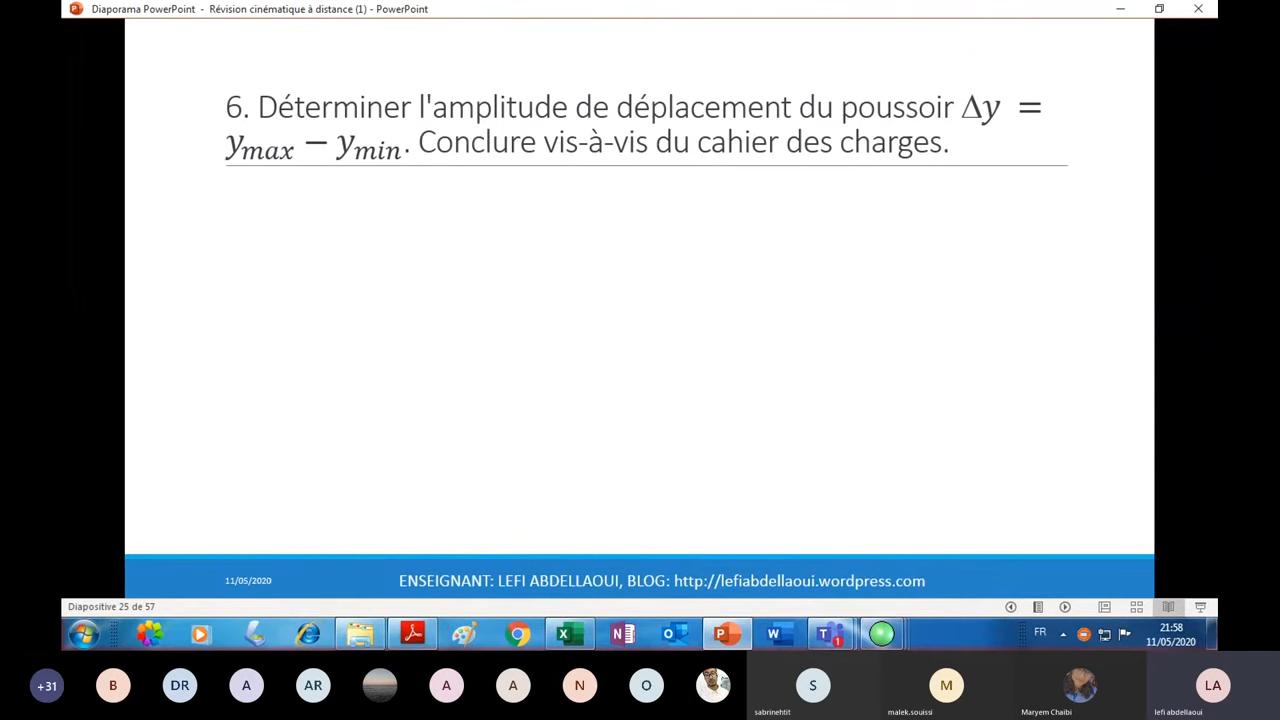 Diaporama PowerPoint - Révision cinématique à distance (1) - PowerPoint
6. Déterminer l'amplitude de déplacement du poussoir Δy =
y_max − y_min. Conclure vis-à-vis du cahier des charges.
11/05/2020
ENSEIGNANT: LEFI ABDELLAOUI, BLOG: http://lefiabdellaoui.wordpress.com
Diapositive 25 de 57
FR
21:58
11/05/2020
+31
B
DR
A
AR
A
A
N
O
S
M
LA
sabrinehtit
malek.souissi
Maryem Chaibi
lefi abdellaoui